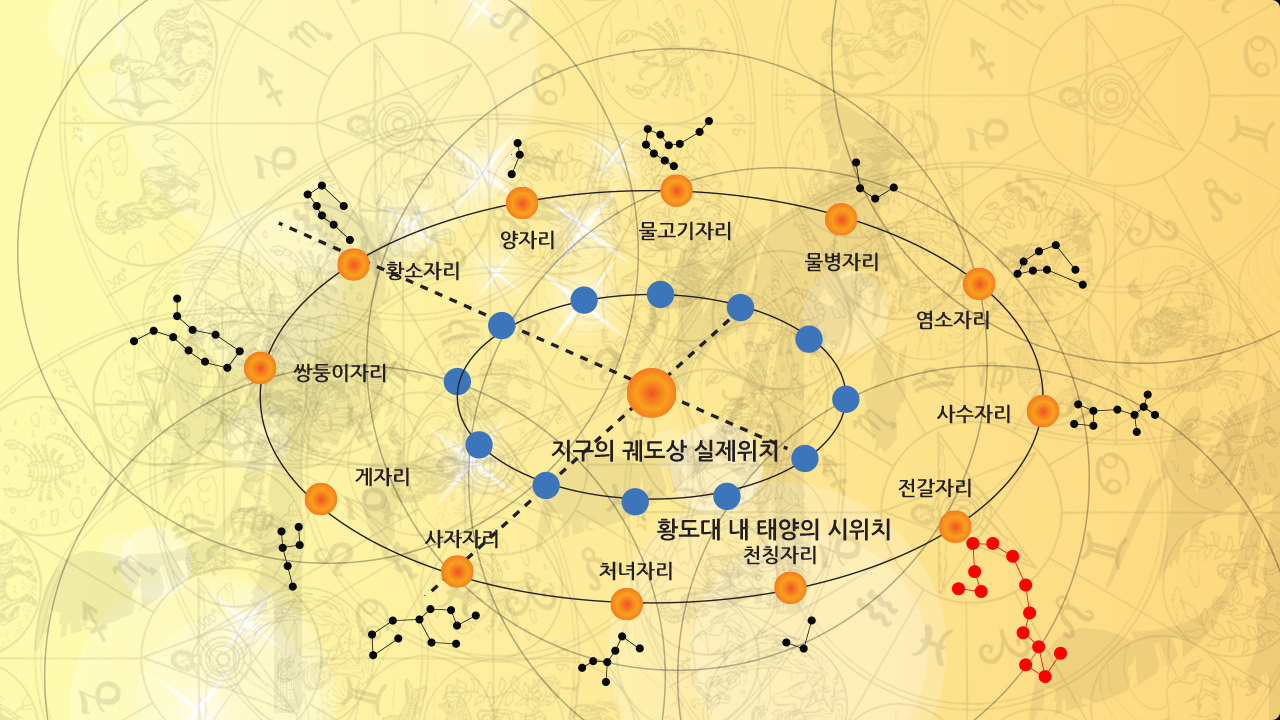 양자리
물고기자리
물병자리
황소자리
염소자리
쌍둥이자리
사수자리
지구의 궤도상 실제위치
게자리
전갈자리
황도대 내 태양의 시위치
사자자리
천칭자리
처녀자리